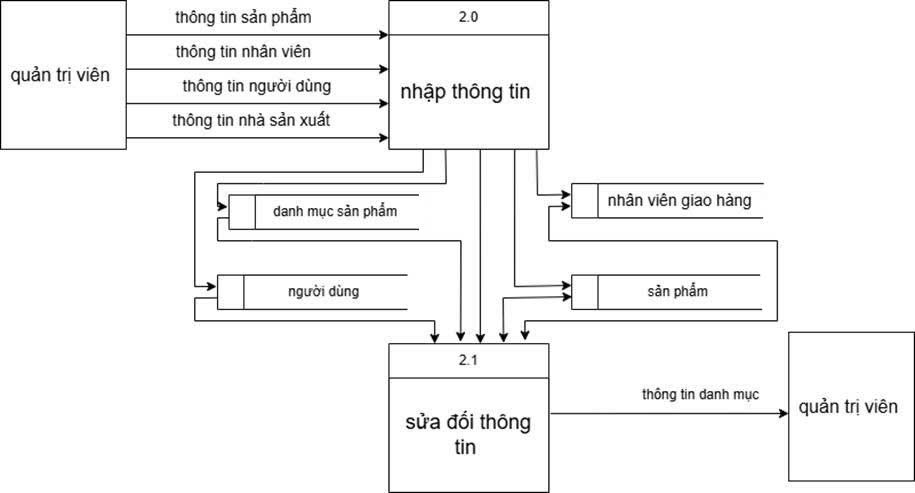 thông tin sản phẩm
2.0
thông tin nhân viên
quản trị viên
thông tin người dùng
nhập thông tin
thông tin nhà sản xuất
danh mục sản phẩm
nhân viên giao hàng
người dùng
sản phẩm
2.1
sửa đối thông
tin
thông tin danh mục
quản trị viên